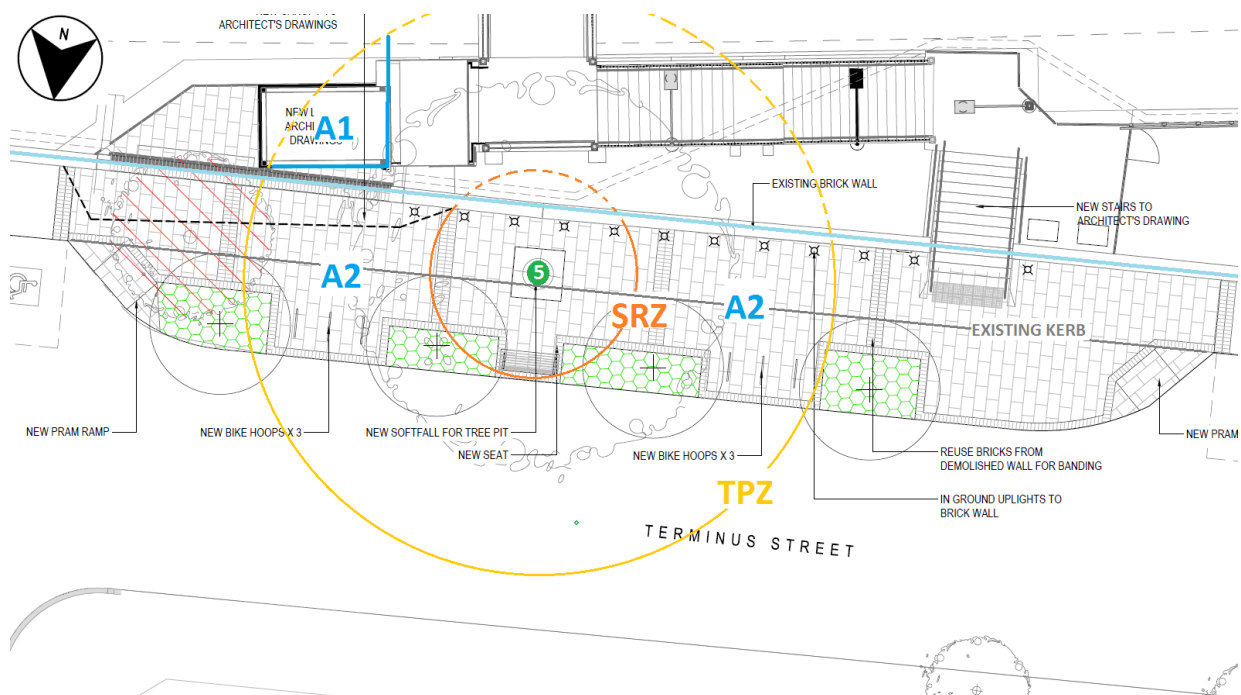 ARCHITECT'S DRAWINGS
N
NEW L
ARCHI
DRAWINGS
A1
EXISTING BRICK WALL
NEW STAIRS TO
ARCHITECT'S DRAWING
A2
5
SRZ
A2
EXISTING KERB
NEW PRAM RAMP
NEW BIKE HOOPS X 3
NEW SOFTFALL FOR TREE PIT
NEW SEAT
NEW BIKE HOOPS X 3
REUSE BRICKS FROM
DEMOLISHED WALL FOR BANDING
NEW PRAM
TPZ
IN GROUND UPLIGHTS TO
BRICK WALL
TERMINUS STREET